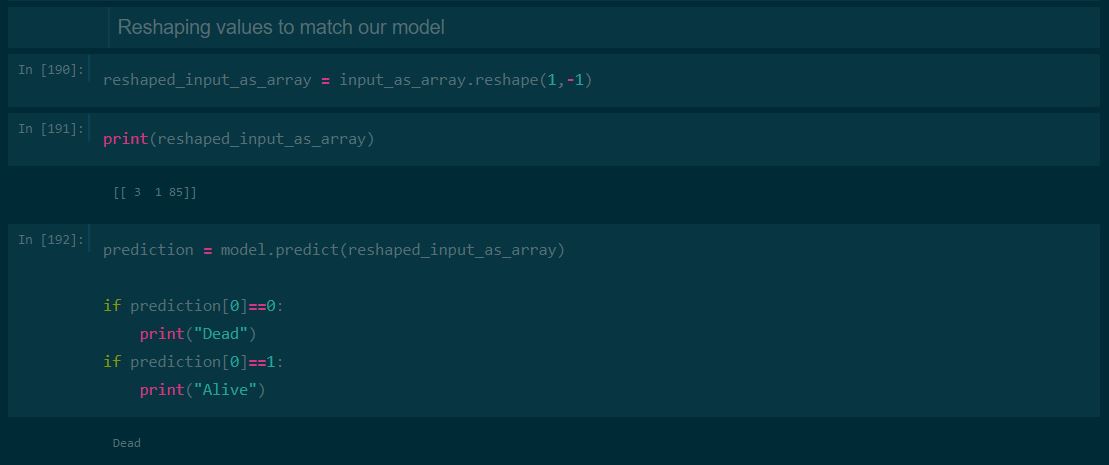 Reshaping values to match our model
In [190]:
reshaped_input_as_array = input_as_array.reshape(1,-1)
In [191]:
print(reshaped_input_as_array)
[[ 3  1 85]]
In [192]:
prediction = model.predict(reshaped_input_as_array)
if prediction[0]==0:
    print("Dead")
if prediction[0]==1:
    print("Alive")
Dead